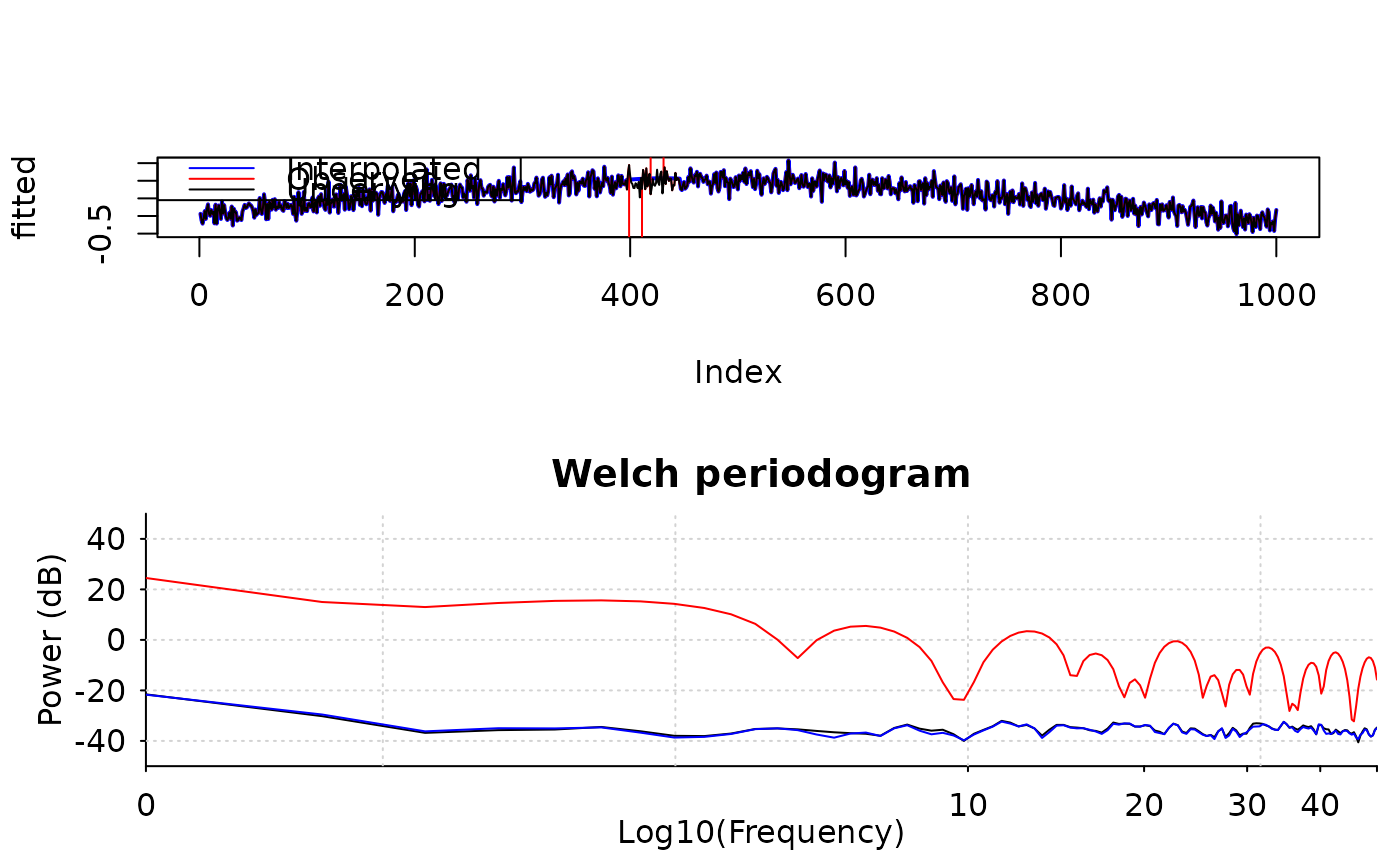 fitted
-0.5
Interpolated
Observed
0 200 400 600 800 1000
Index
Welch periodogram
Power (dB)
40
20
0
-20
-40
0 10 20 30 40
Log10(Frequency)